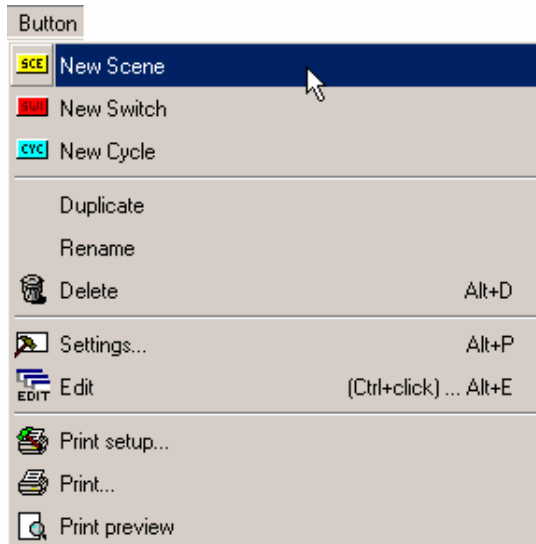 Button
SCE New Scene
SWI New Switch
CYC New Cycle
Duplicate
Rename
Delete Alt+D
Settings... Alt+P
EDIT Edit (Ctrl+click) ... Alt+E
Print setup...
Print...
Print preview